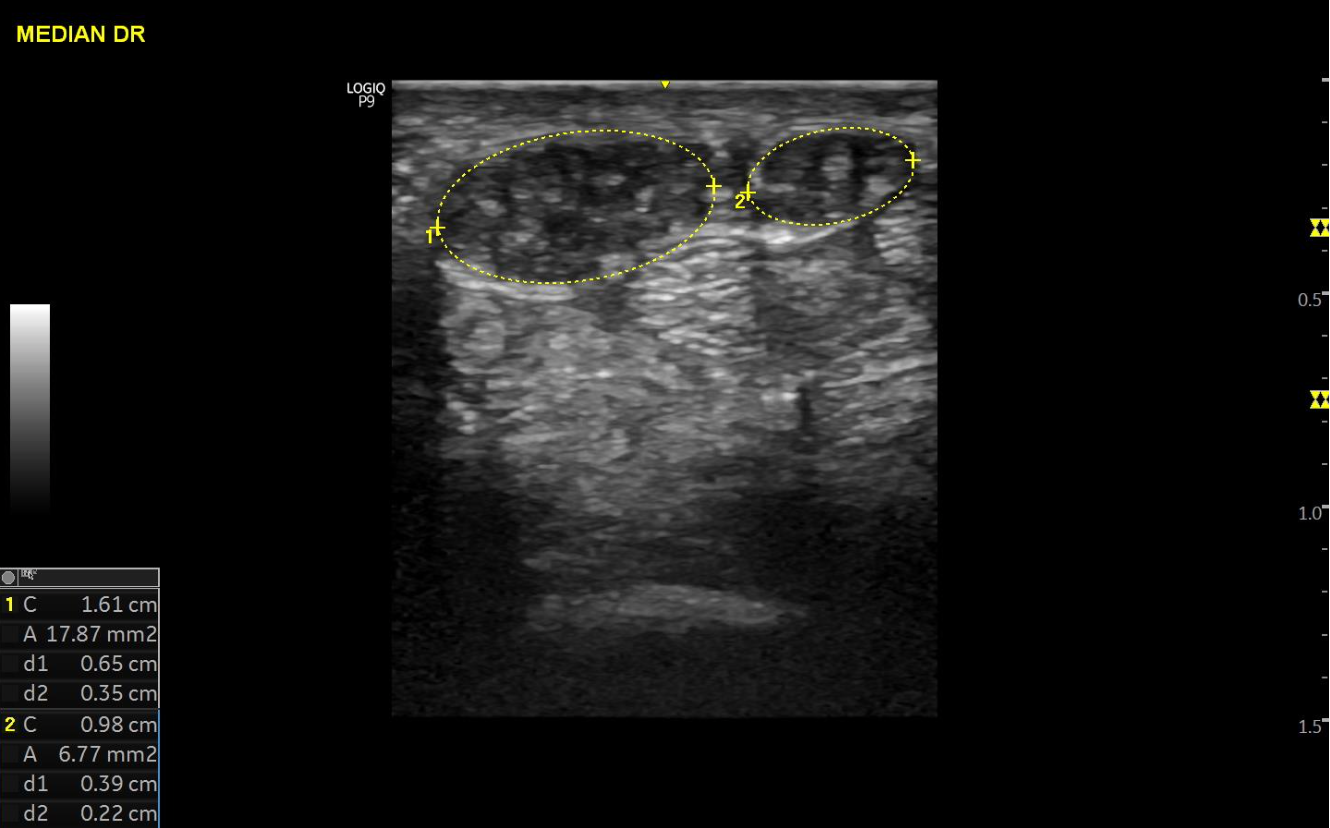 MEDIAN DR
LOGIQ
P9
1
2
0.5
1.0
1.5
1 C 1.61 cm
A 17.87 mm2
d1 0.65 cm
d2 0.35 cm
2 C 0.98 cm
A 6.77 mm2
d1 0.39 cm
d2 0.22 cm